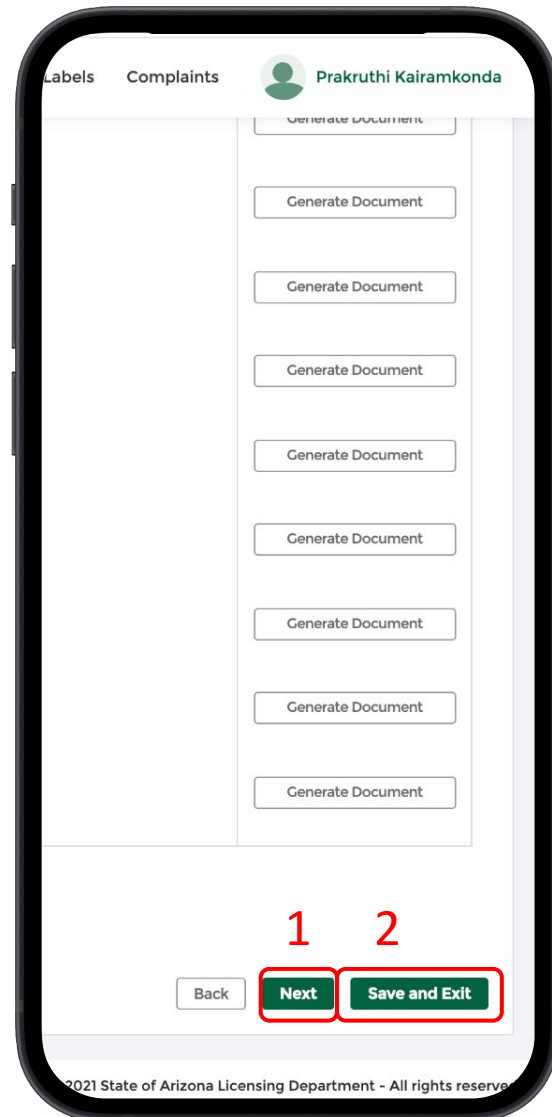 Labels Complaints Prakruthi Kairamkonda
Generate Document
Generate Document
Generate Document
Generate Document
Generate Document
Generate Document
Generate Document
Generate Document
Generate Document
1 2
Back Next Save and Exit
2021 State of Arizona Licensing Department - All rights reserve